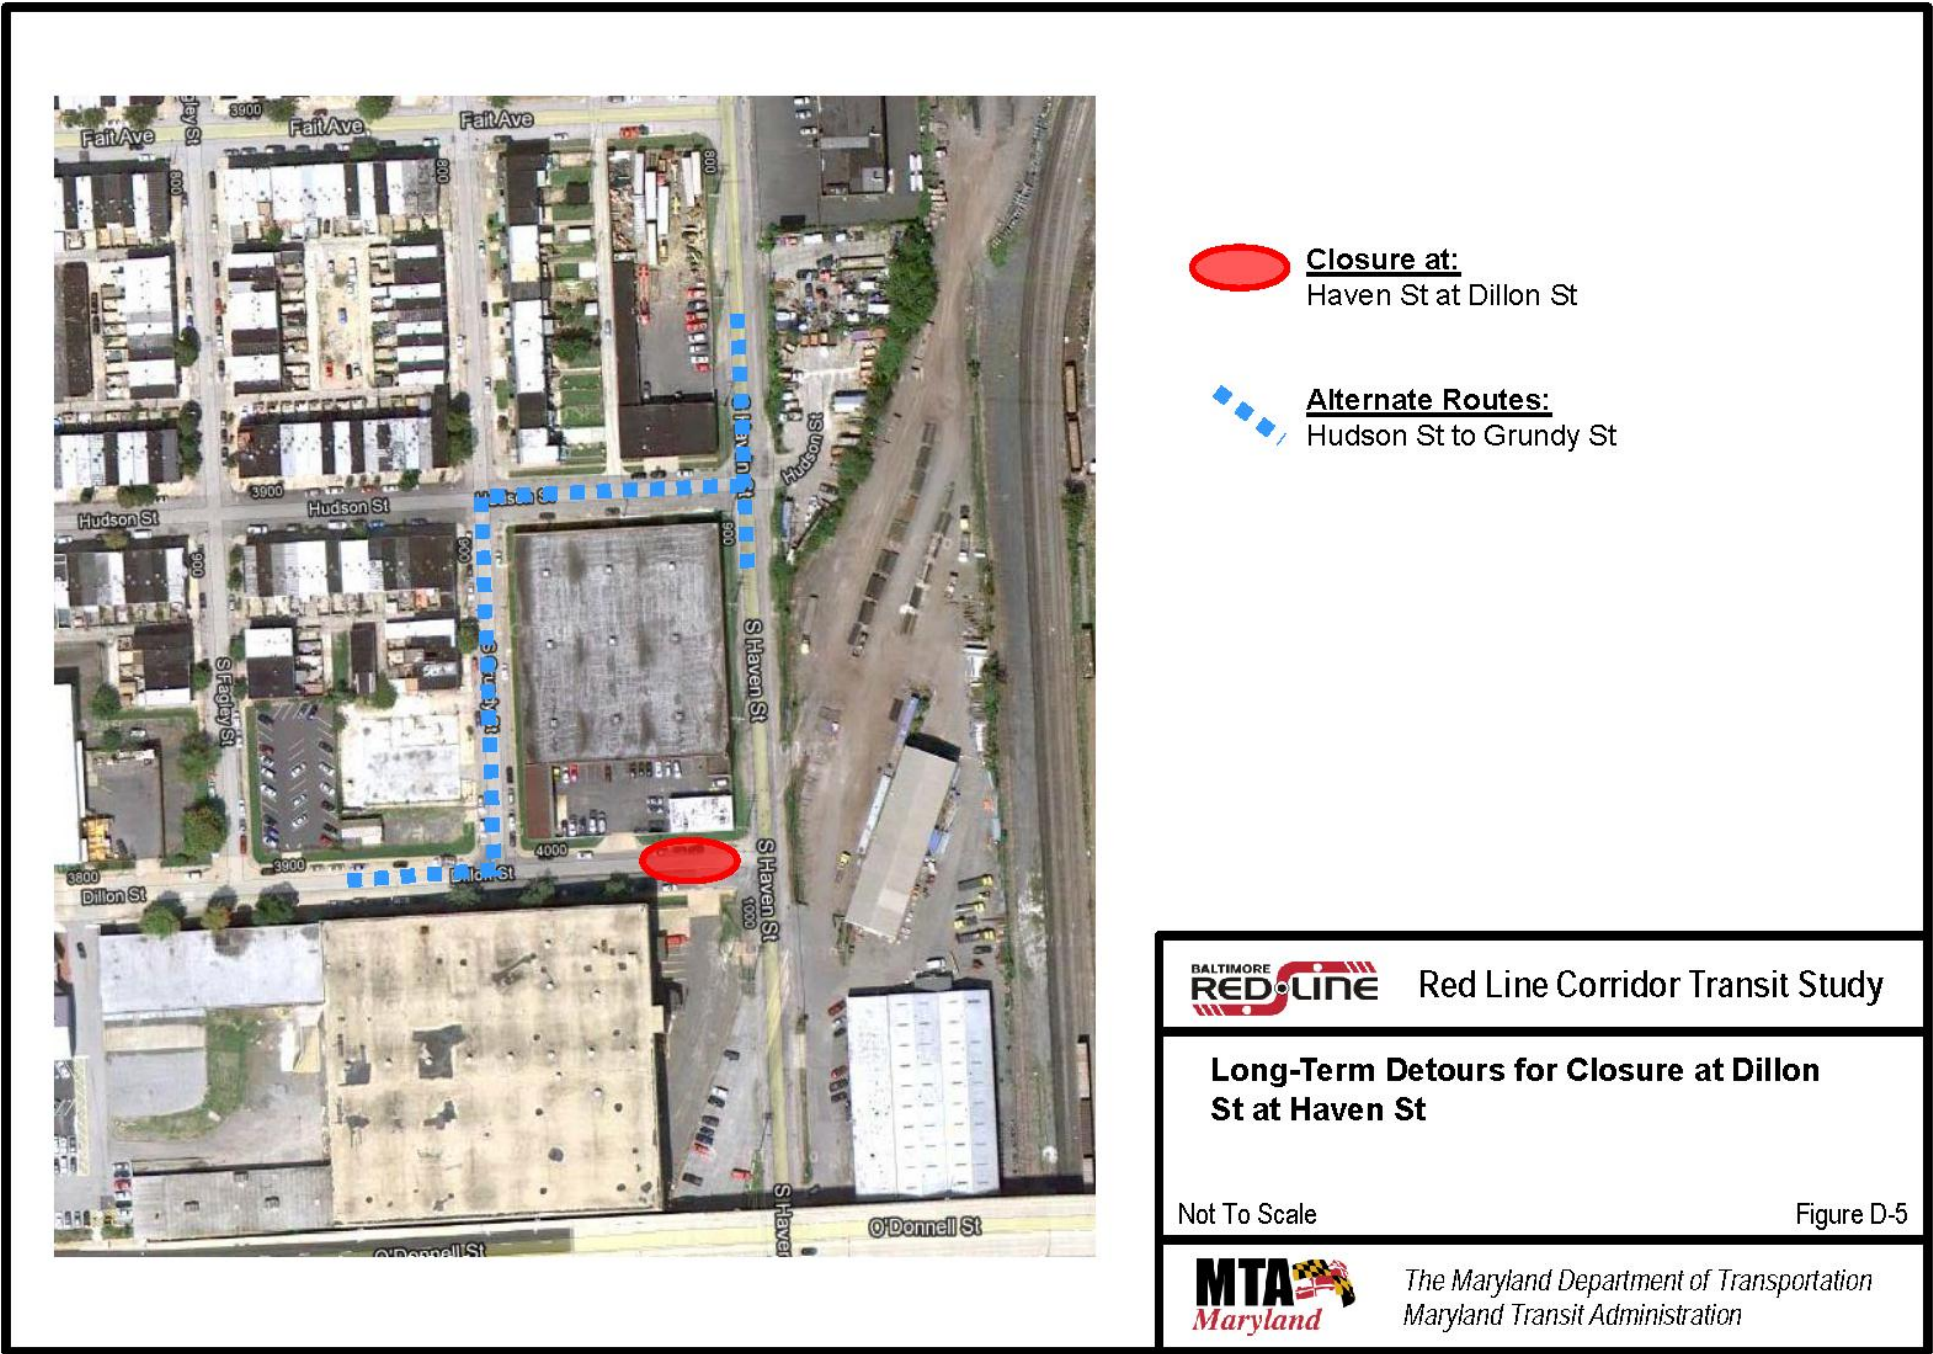 3900
Fait Ave
Fait Ave
Fait Ave
800
800
800
Hudson St
3900
Hudson St
Hudson St
900
900
900
S Haven St
S Fagley St
3900
4000
Dillon St
3800
Dillon St
S Haven St
1000
O'Donnell St
O'Donnell St
Closure at:
Haven St at Dillon St
Alternate Routes:
Hudson St to Grundy St
BALTIMORE
RED LINE
Red Line Corridor Transit Study
Long-Term Detours for Closure at Dillon
St at Haven St
Not To Scale
Figure D-5
MTA
Maryland
The Maryland Department of Transportation
Maryland Transit Administration